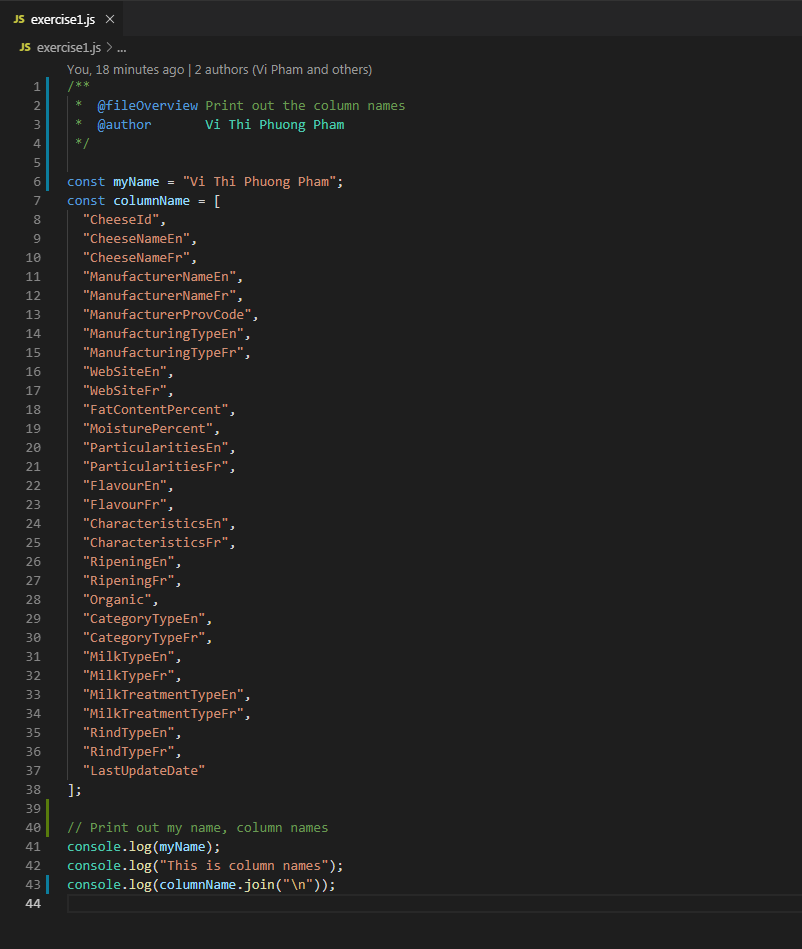 JS exercise1.js ×
JS exercise1.js > ...
You, 18 minutes ago | 2 authors (Vi Pham and others)
1 /**
2  *  @fileOverview Print out the column names
3  *  @author       Vi Thi Phuong Pham
4  */
5
6 const myName = "Vi Thi Phuong Pham";
7 const columnName = [
8   "CheeseId",
9   "CheeseNameEn",
10   "CheeseNameFr",
11   "ManufacturerNameEn",
12   "ManufacturerNameFr",
13   "ManufacturerProvCode",
14   "ManufacturingTypeEn",
15   "ManufacturingTypeFr",
16   "WebSiteEn",
17   "WebSiteFr",
18   "FatContentPercent",
19   "MoisturePercent",
20   "ParticularitiesEn",
21   "ParticularitiesFr",
22   "FlavourEn",
23   "FlavourFr",
24   "CharacteristicsEn",
25   "CharacteristicsFr",
26   "RipeningEn",
27   "RipeningFr",
28   "Organic",
29   "CategoryTypeEn",
30   "CategoryTypeFr",
31   "MilkTypeEn",
32   "MilkTypeFr",
33   "MilkTreatmentTypeEn",
34   "MilkTreatmentTypeFr",
35   "RindTypeEn",
36   "RindTypeFr",
37   "LastUpdateDate"
38 ];
39
40 // Print out my name, column names
41 console.log(myName);
42 console.log("This is column names");
43 console.log(columnName.join("\n"));
44